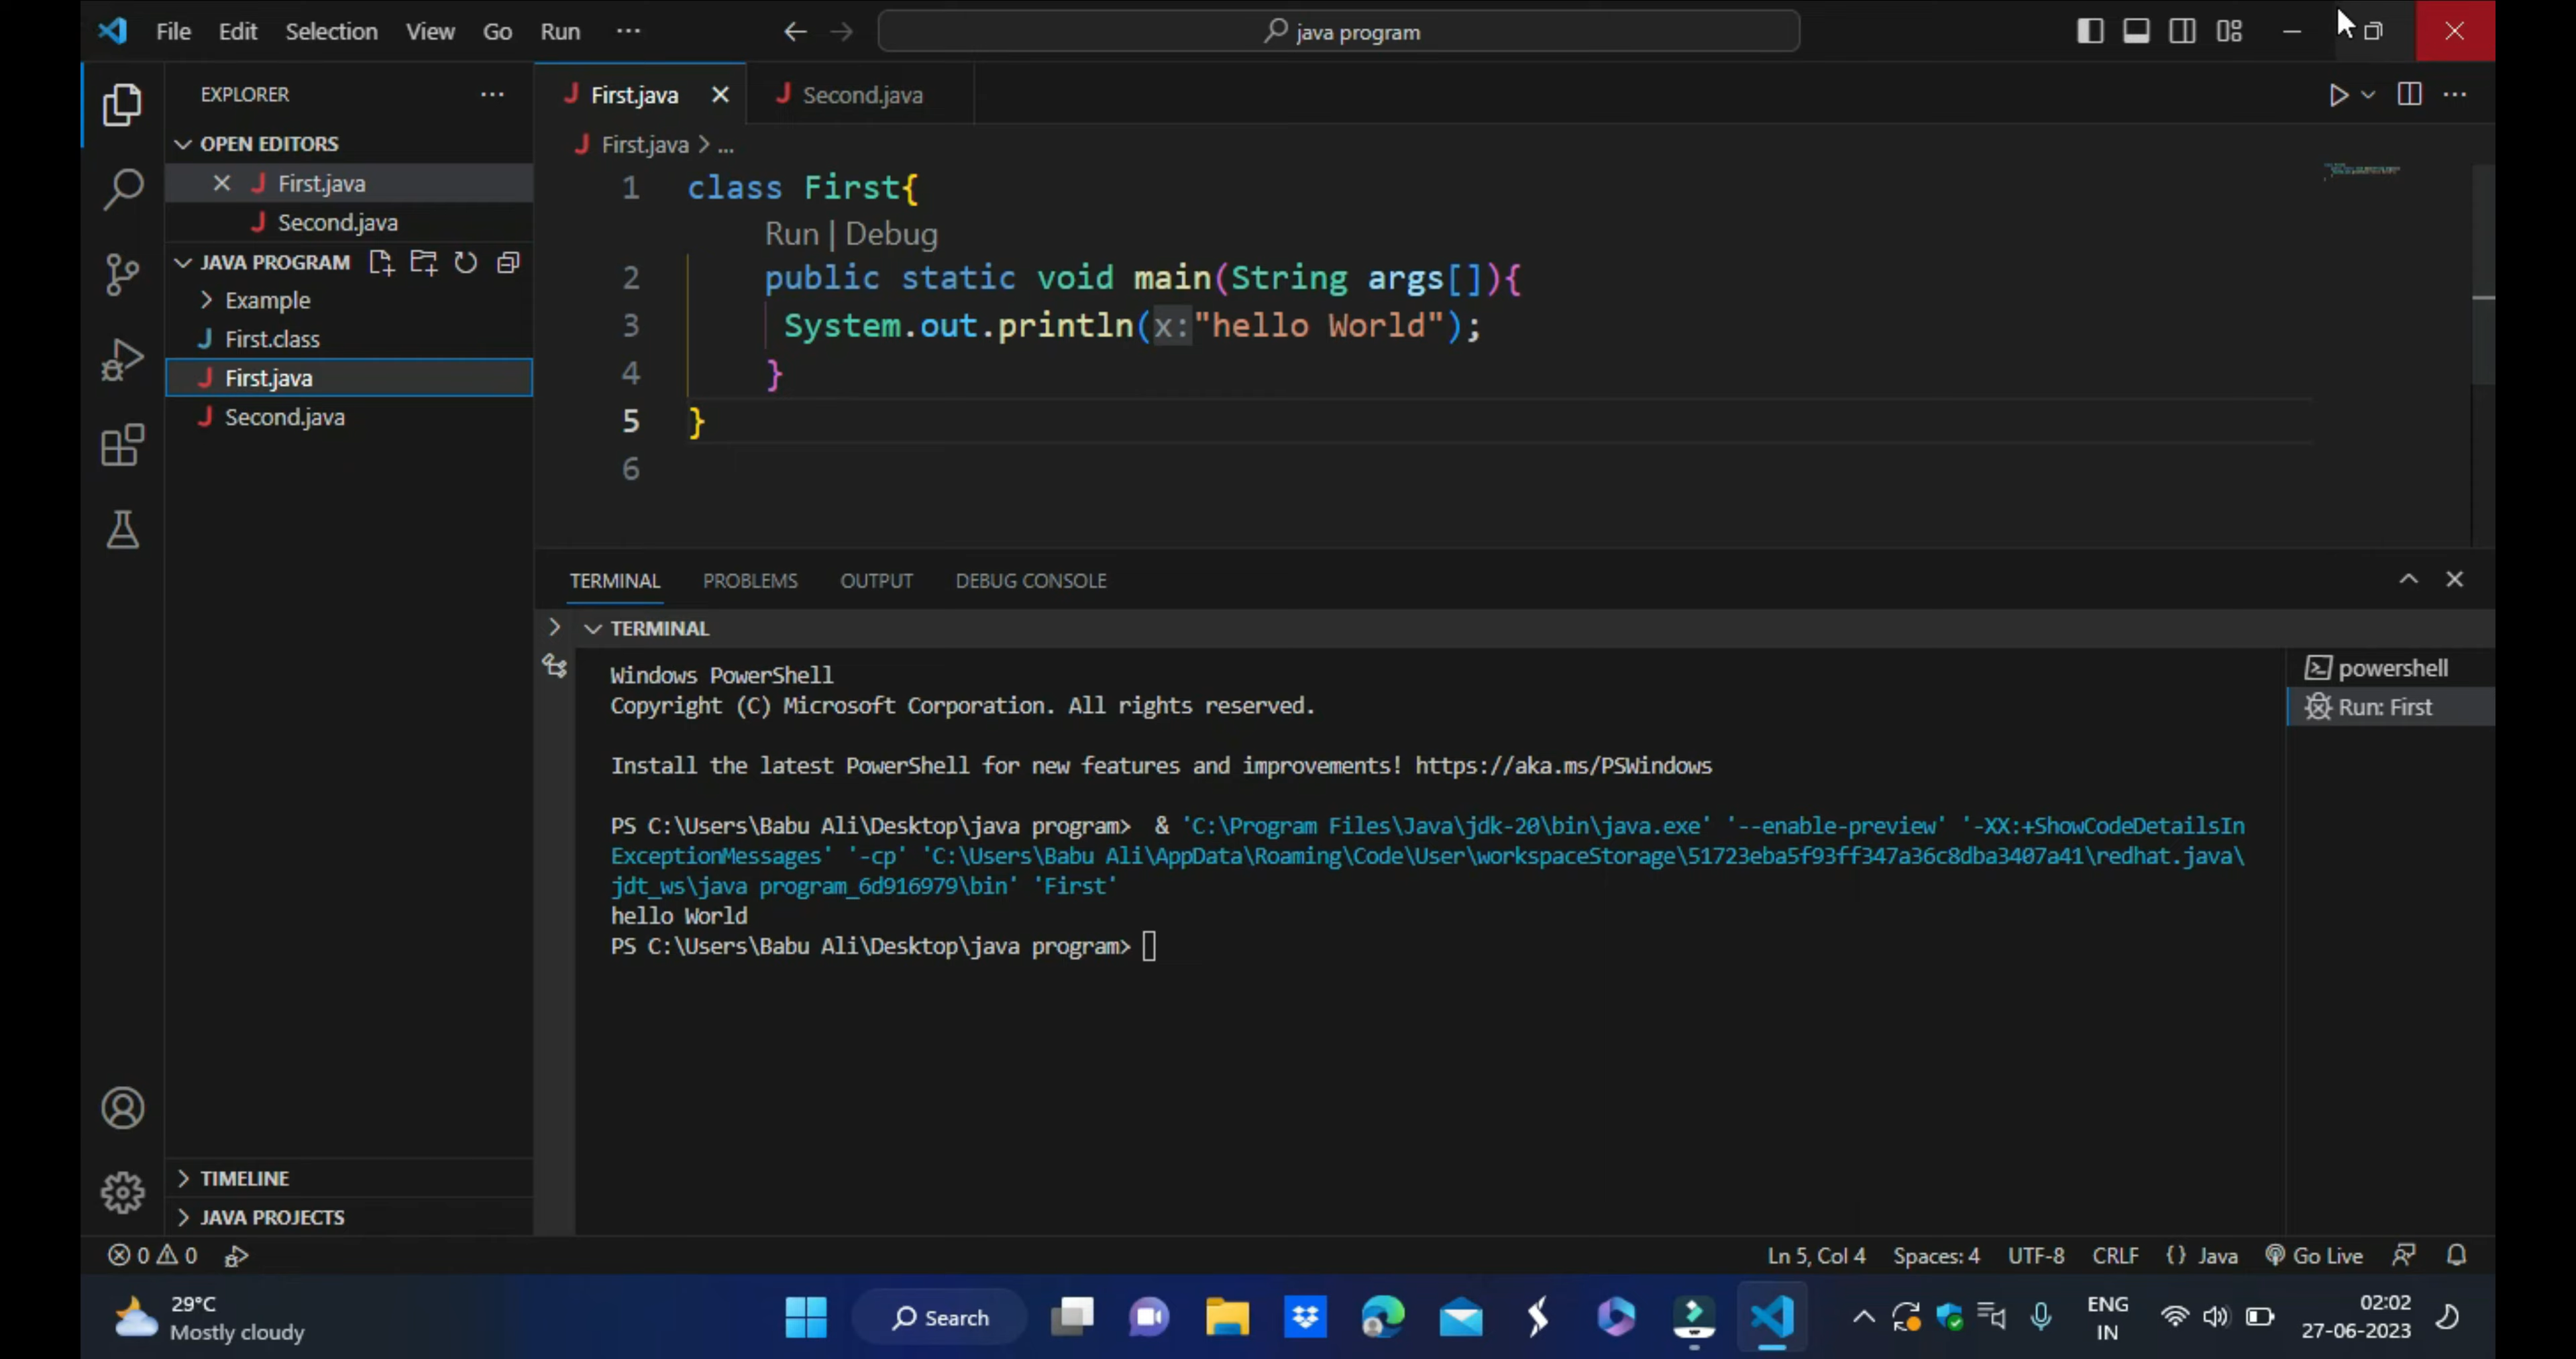 File Edit Selection View Go Run ...
java program
EXPLORER
OPEN EDITORS
First.java
Second.java
JAVA PROGRAM
Example
First.class
First.java
Second.java
TIMELINE
JAVA PROJECTS
First.java Second.java
First.java > ...
1 class First{
Run | Debug
2 public static void main(String args[]){
3 System.out.println(x:"hello World");
4 }
5 }
6
TERMINAL PROBLEMS OUTPUT DEBUG CONSOLE
TERMINAL
Windows PowerShell
Copyright (C) Microsoft Corporation. All rights reserved.
Install the latest PowerShell for new features and improvements! https://aka.ms/PSWindows
PS C:\Users\Babu Ali\Desktop\java program>  & 'C:\Program Files\Java\jdk-20\bin\java.exe' '--enable-preview' '-XX:+ShowCodeDetailsIn
ExceptionMessages' '-cp' 'C:\Users\Babu Ali\AppData\Roaming\Code\User\workspaceStorage\51723eba5f93ff347a36c8dba3407a41\redhat.java\
jdt_ws\java program_6d916979\bin' 'First'
hello World
PS C:\Users\Babu Ali\Desktop\java program>
powershell
Run: First
0 0
Ln 5, Col 4 Spaces: 4 UTF-8 CRLF {} Java Go Live
29°C
Mostly cloudy
Search
ENG
IN
02:02
27-06-2023